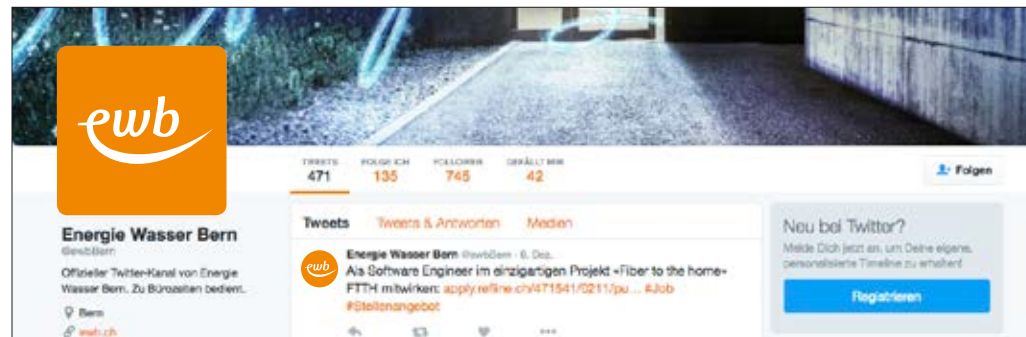 ewb
TWEETS FOLGE ICH FOLLOWER GEFÄLLT MIR
471 135 745 42
Folgen
Energie Wasser Bern
@ewbBern
Offizieller Twitter-Kanal von Energie
Wasser Bern. Zu Bürozeiten bedient.
Bern
ewb.ch
Tweets Tweets & Antworten Medien
ewb
Energie Wasser Bern @ewbBern · 6. Dez.
Als Software Engineer im einzigartigen Projekt «Fiber to the home»
FTTH mitwirken: apply.refline.ch/471541/0211/pu... #Job
#Stellenangebot
Neu bei Twitter?
Melde Dich jetzt an, um Deine eigene,
personalisierte Timeline zu erhalten!
Registrieren